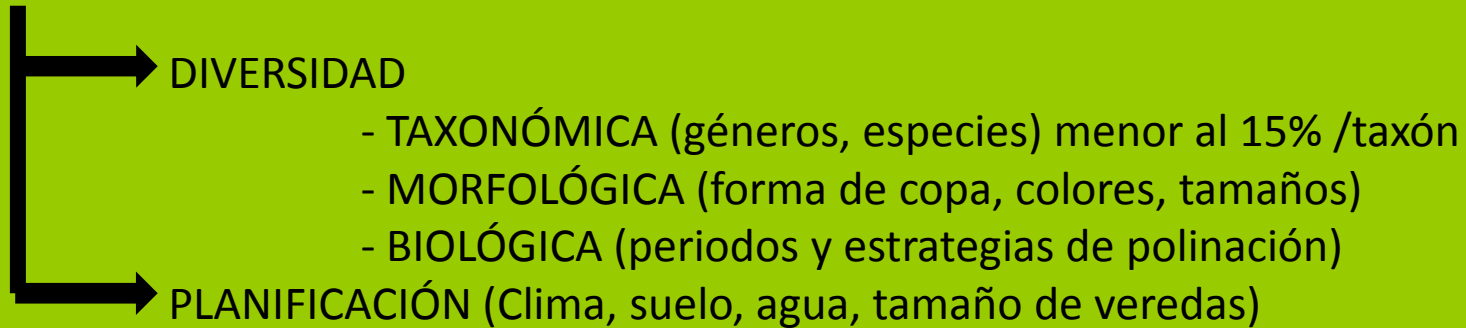 DIVERSIDAD
- TAXONÓMICA (géneros, especies) menor al 15% /taxón
- MORFOLÓGICA (forma de copa, colores, tamaños)
- BIOLÓGICA (periodos y estrategias de polinación)
PLANIFICACIÓN (Clima, suelo, agua, tamaño de veredas)